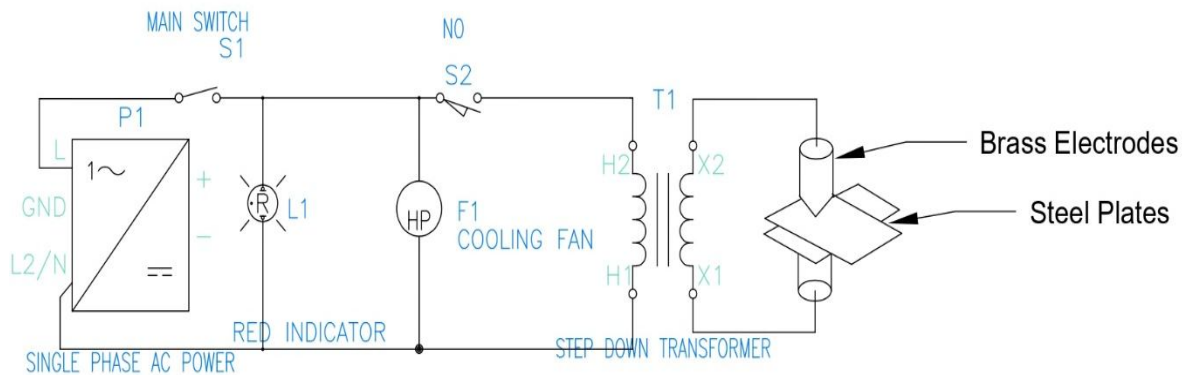 MAIN SWITCH
S1
NO
S2
P1
T1
L
1~
GND
L2/N
+
−
R
L1
HP
F1
COOLING FAN
H2
X2
H1
X1
Brass Electrodes
Steel Plates
RED INDICATOR
SINGLE PHASE AC POWER
STEP DOWN TRANSFORMER